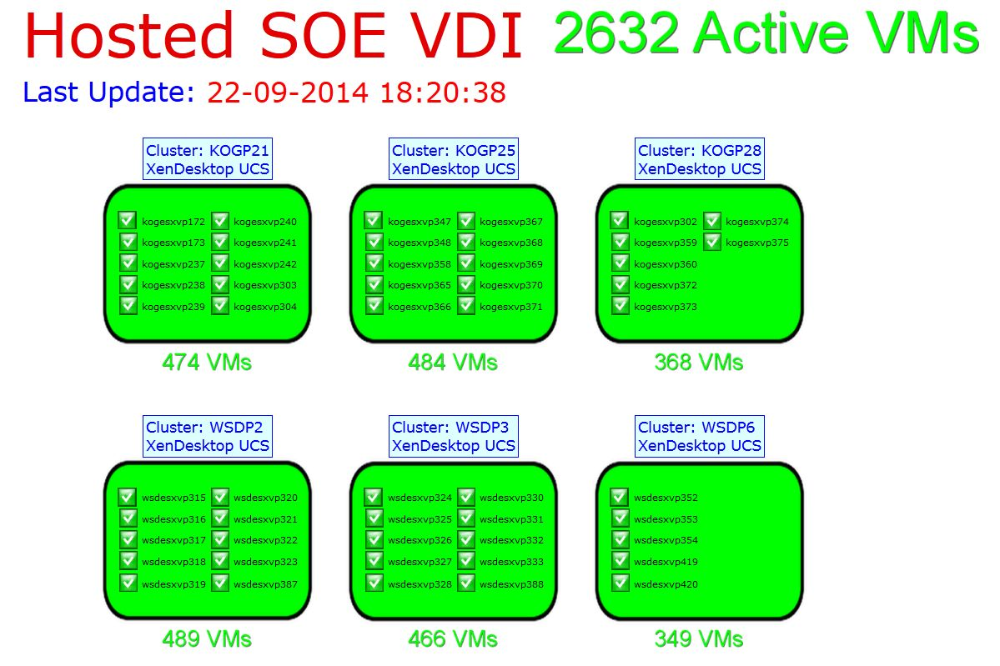 Hosted SOE VDI 2632 Active VMs
Last Update: 22-09-2014 18:20:38
Cluster: KOGP21
XenDesktop UCS
kogesxvp172 kogesxvp240
kogesxvp173 kogesxvp241
kogesxvp237 kogesxvp242
kogesxvp238 kogesxvp303
kogesxvp239 kogesxvp304
474 VMs
Cluster: KOGP25
XenDesktop UCS
kogesxvp347 kogesxvp367
kogesxvp348 kogesxvp368
kogesxvp358 kogesxvp369
kogesxvp365 kogesxvp370
kogesxvp366 kogesxvp371
484 VMs
Cluster: KOGP28
XenDesktop UCS
kogesxvp302 kogesxvp374
kogesxvp359 kogesxvp375
kogesxvp360
kogesxvp372
kogesxvp373
368 VMs
Cluster: WSDP2
XenDesktop UCS
wsdesxvp315 wsdesxvp320
wsdesxvp316 wsdesxvp321
wsdesxvp317 wsdesxvp322
wsdesxvp318 wsdesxvp323
wsdesxvp319 wsdesxvp387
489 VMs
Cluster: WSDP3
XenDesktop UCS
wsdesxvp324 wsdesxvp330
wsdesxvp325 wsdesxvp331
wsdesxvp326 wsdesxvp332
wsdesxvp327 wsdesxvp333
wsdesxvp328 wsdesxvp388
466 VMs
Cluster: WSDP6
XenDesktop UCS
wsdesxvp352
wsdesxvp353
wsdesxvp354
wsdesxvp419
wsdesxvp420
349 VMs